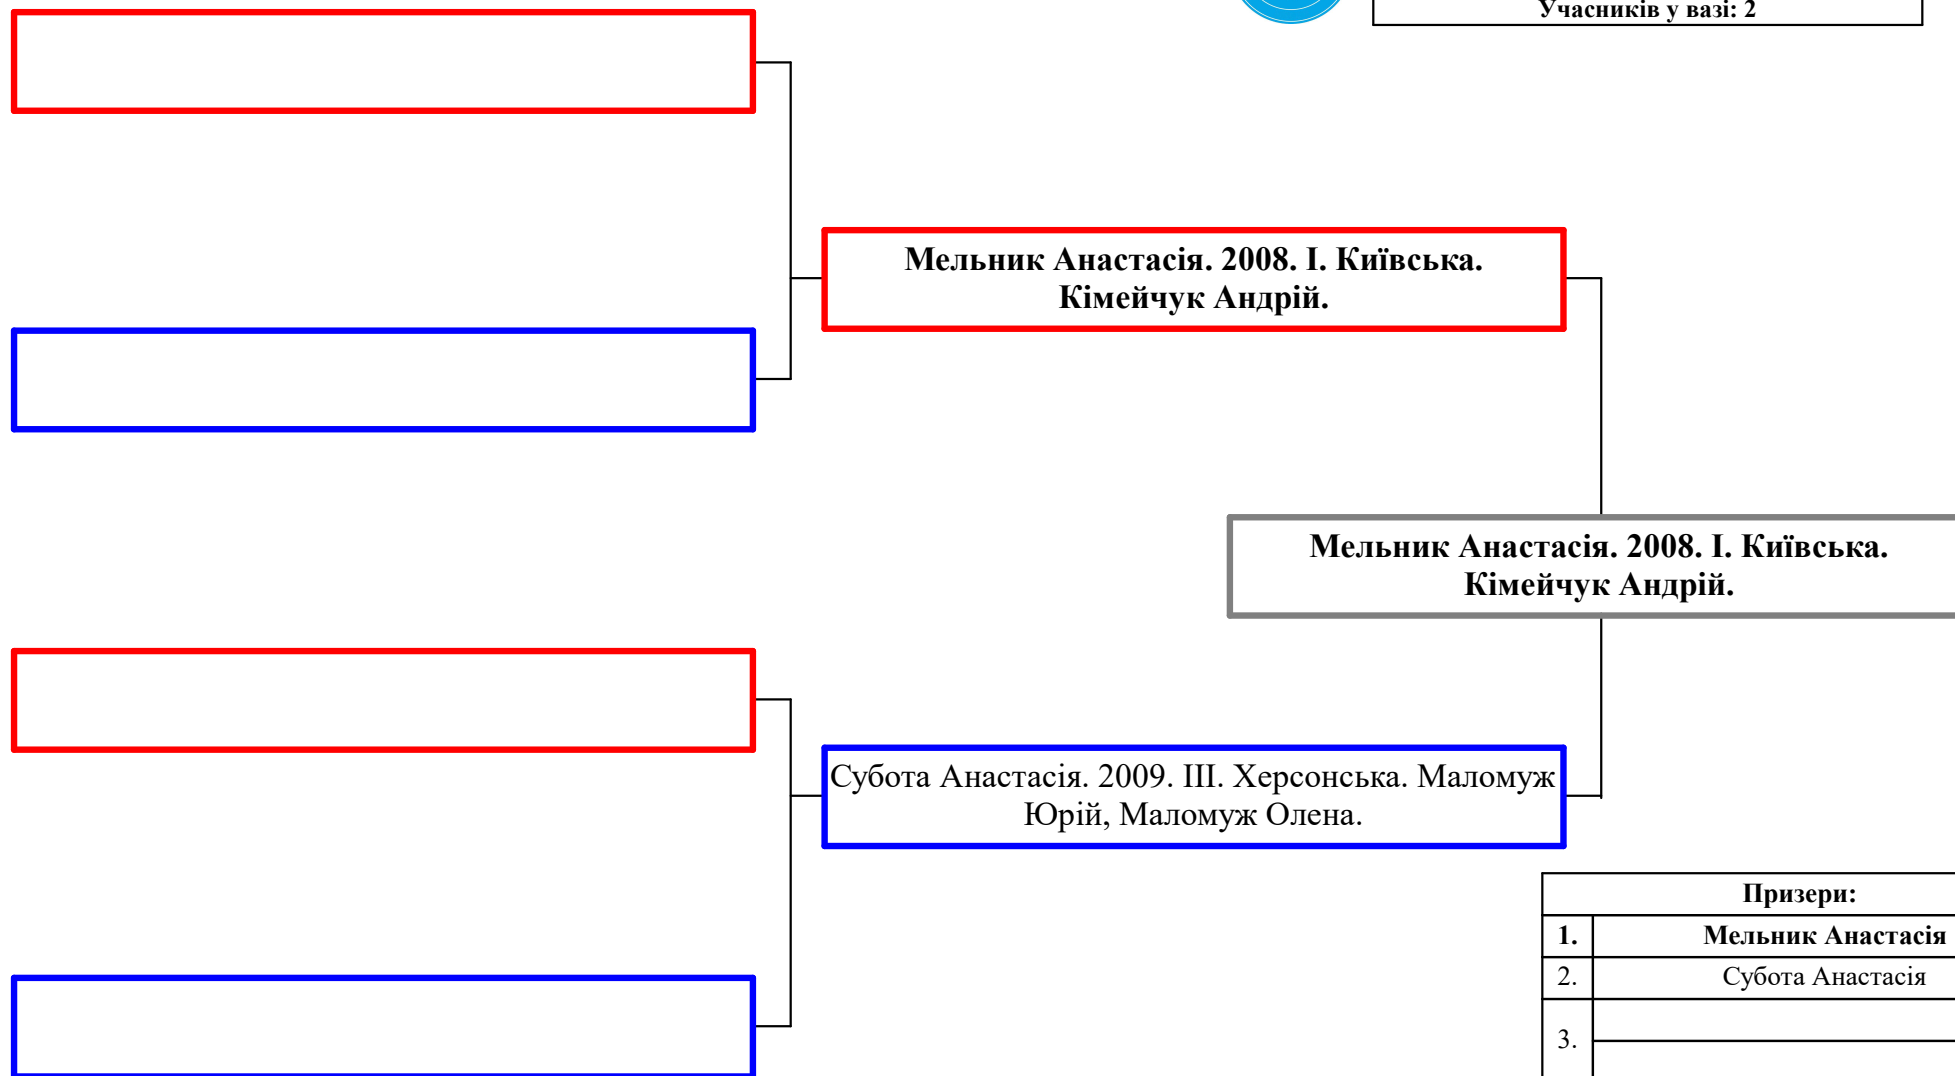 Учасників у вазі: 2
Мельник Анастасія. 2008. І. Київська.
Кімейчук Андрій.
Мельник Анастасія. 2008. І. Київська.
Кімейчук Андрій.
Субота Анастасія. 2009. ІІІ. Херсонська. Маломуж
Юрій, Маломуж Олена.
Призери:
1. Мельник Анастасія
2. Субота Анастасія
3.